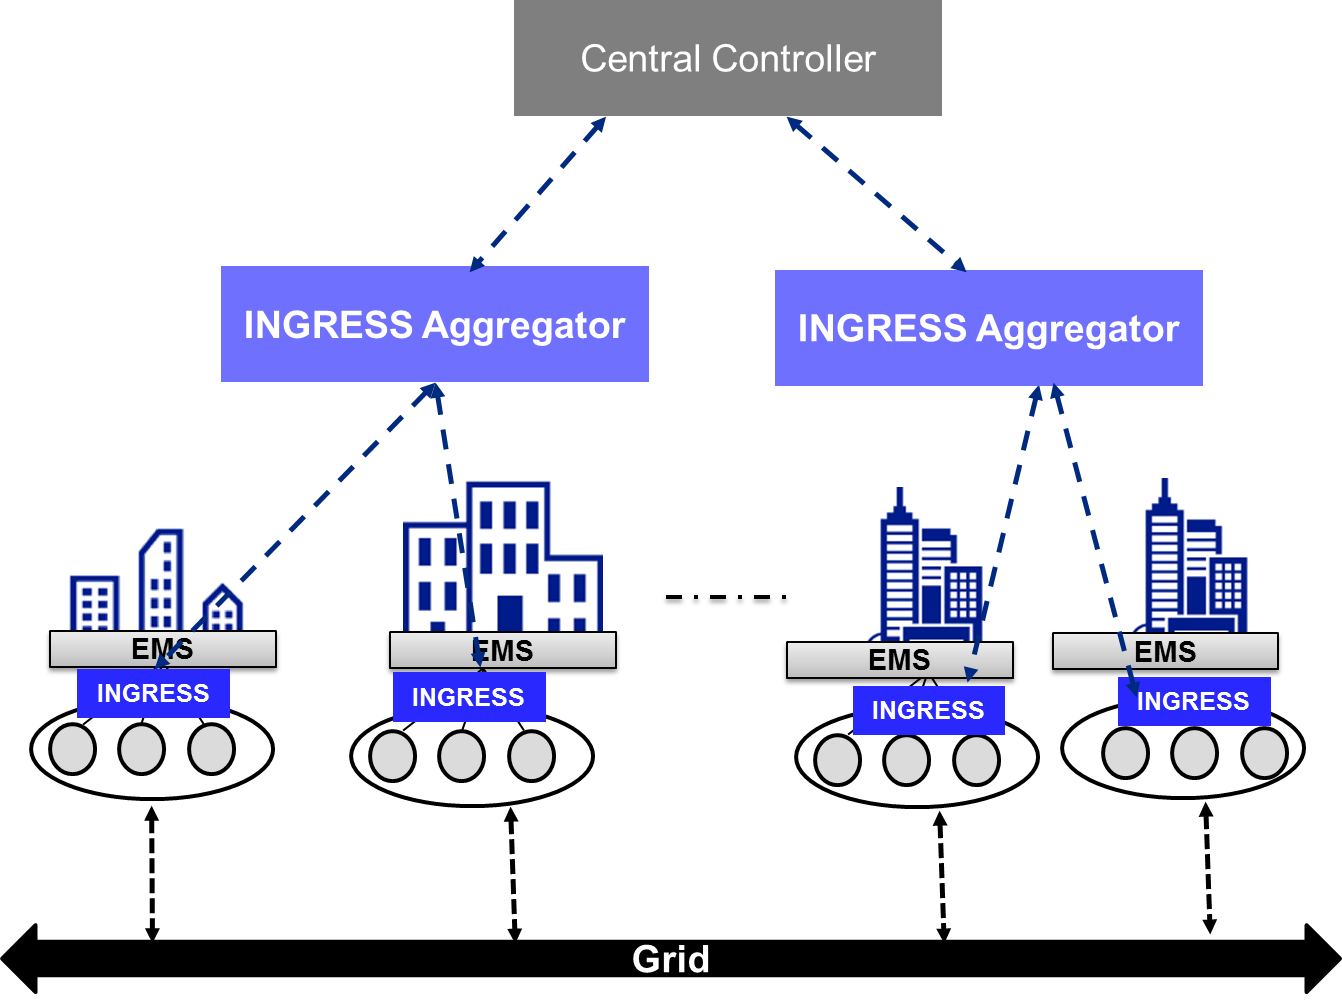 Central Controller
INGRESS Aggregator
INGRESS Aggregator
EMS
EMS
EMS
EMS
INGRESS
INGRESS
INGRESS
INGRESS
Grid